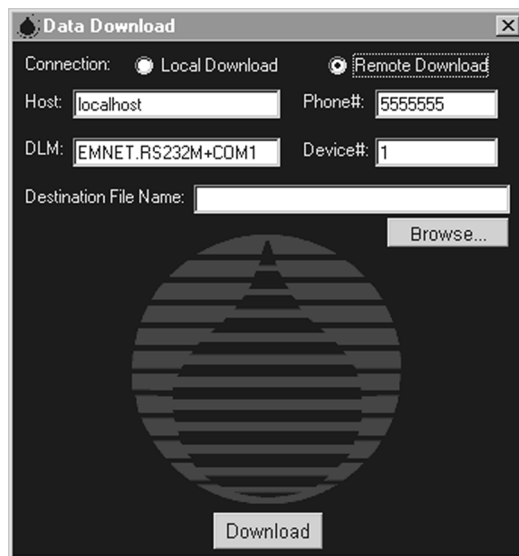 Data Download
Connection: Local Download Remote Download
Host: localhost Phone#: 5555555
DLM: EMNET.RS232M+COM1 Device#: 1
Destination File Name:
Browse...
Download